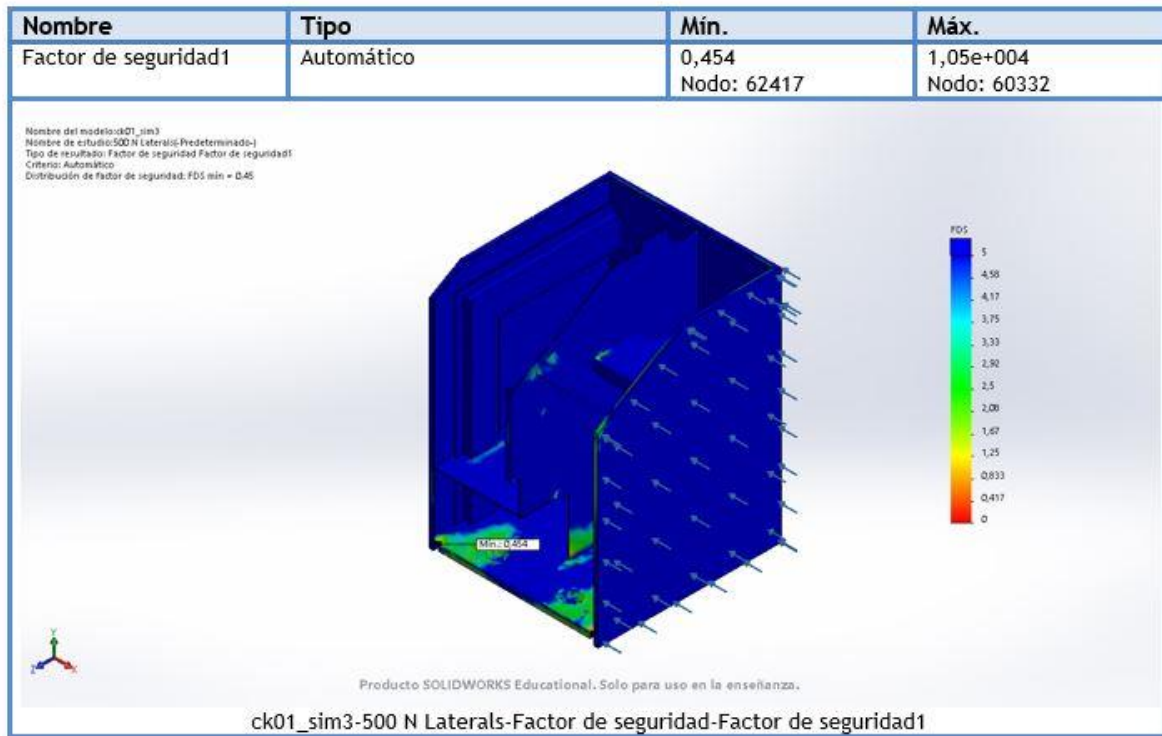 Nombre Tipo Mín. Máx.
Factor de seguridad1 Automático 0,454 1,05e+004
Nodo: 62417 Nodo: 60332
Nombre del modelo:ck01_sim3
Nombre de estudio:500 N Laterals(-Predeterminado-)
Tipo de resultado: Factor de seguridad Factor de seguridad1
Criterio: Automático
Distribución de factor de seguridad: FDS mín = 0,45
FDS
5
4,58
4,17
3,75
3,33
2,92
2,5
2,08
1,67
1,25
0,833
0,417
0
Mín.: 0,454
Y
Z X
Producto SOLIDWORKS Educational. Solo para uso en la enseñanza.
ck01_sim3-500 N Laterals-Factor de seguridad-Factor de seguridad1